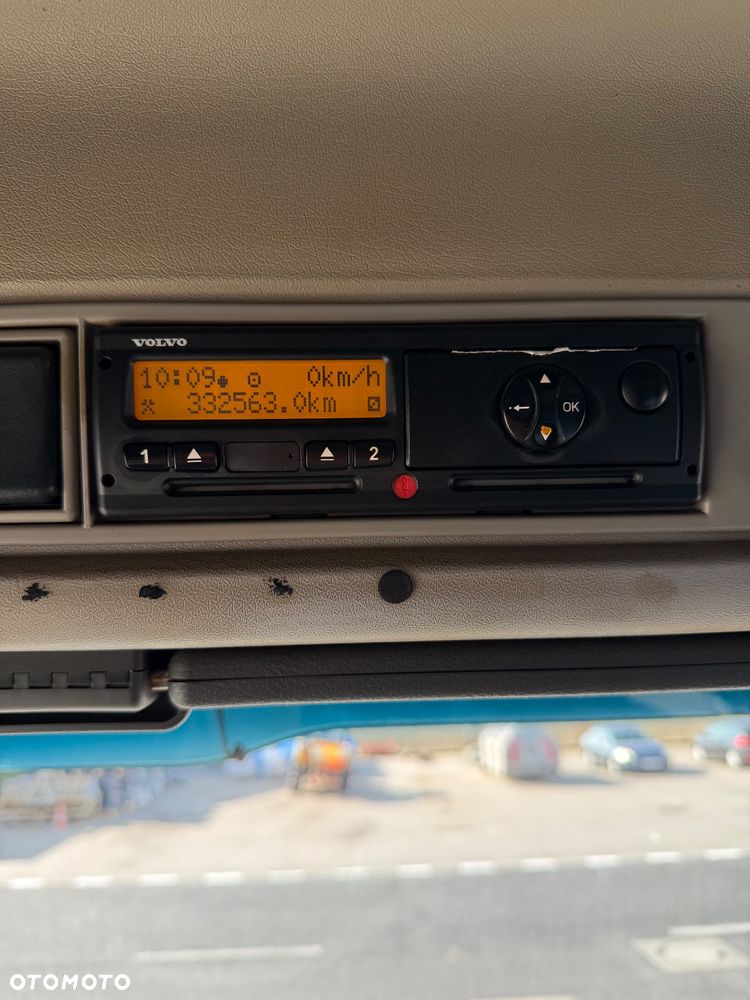 VOLVO
10:09 0km/h
332563.0km
1 2
OK
OTOMOTO